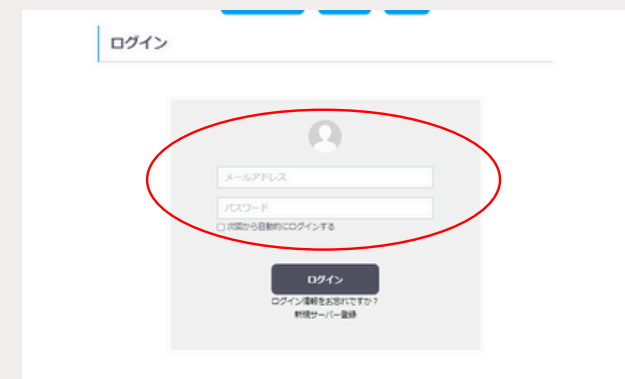 ログイン
メールアドレス
パスワード
次回から自動的にログインする
ログイン
ログイン情報をお忘れですか?
新規サーバー登録